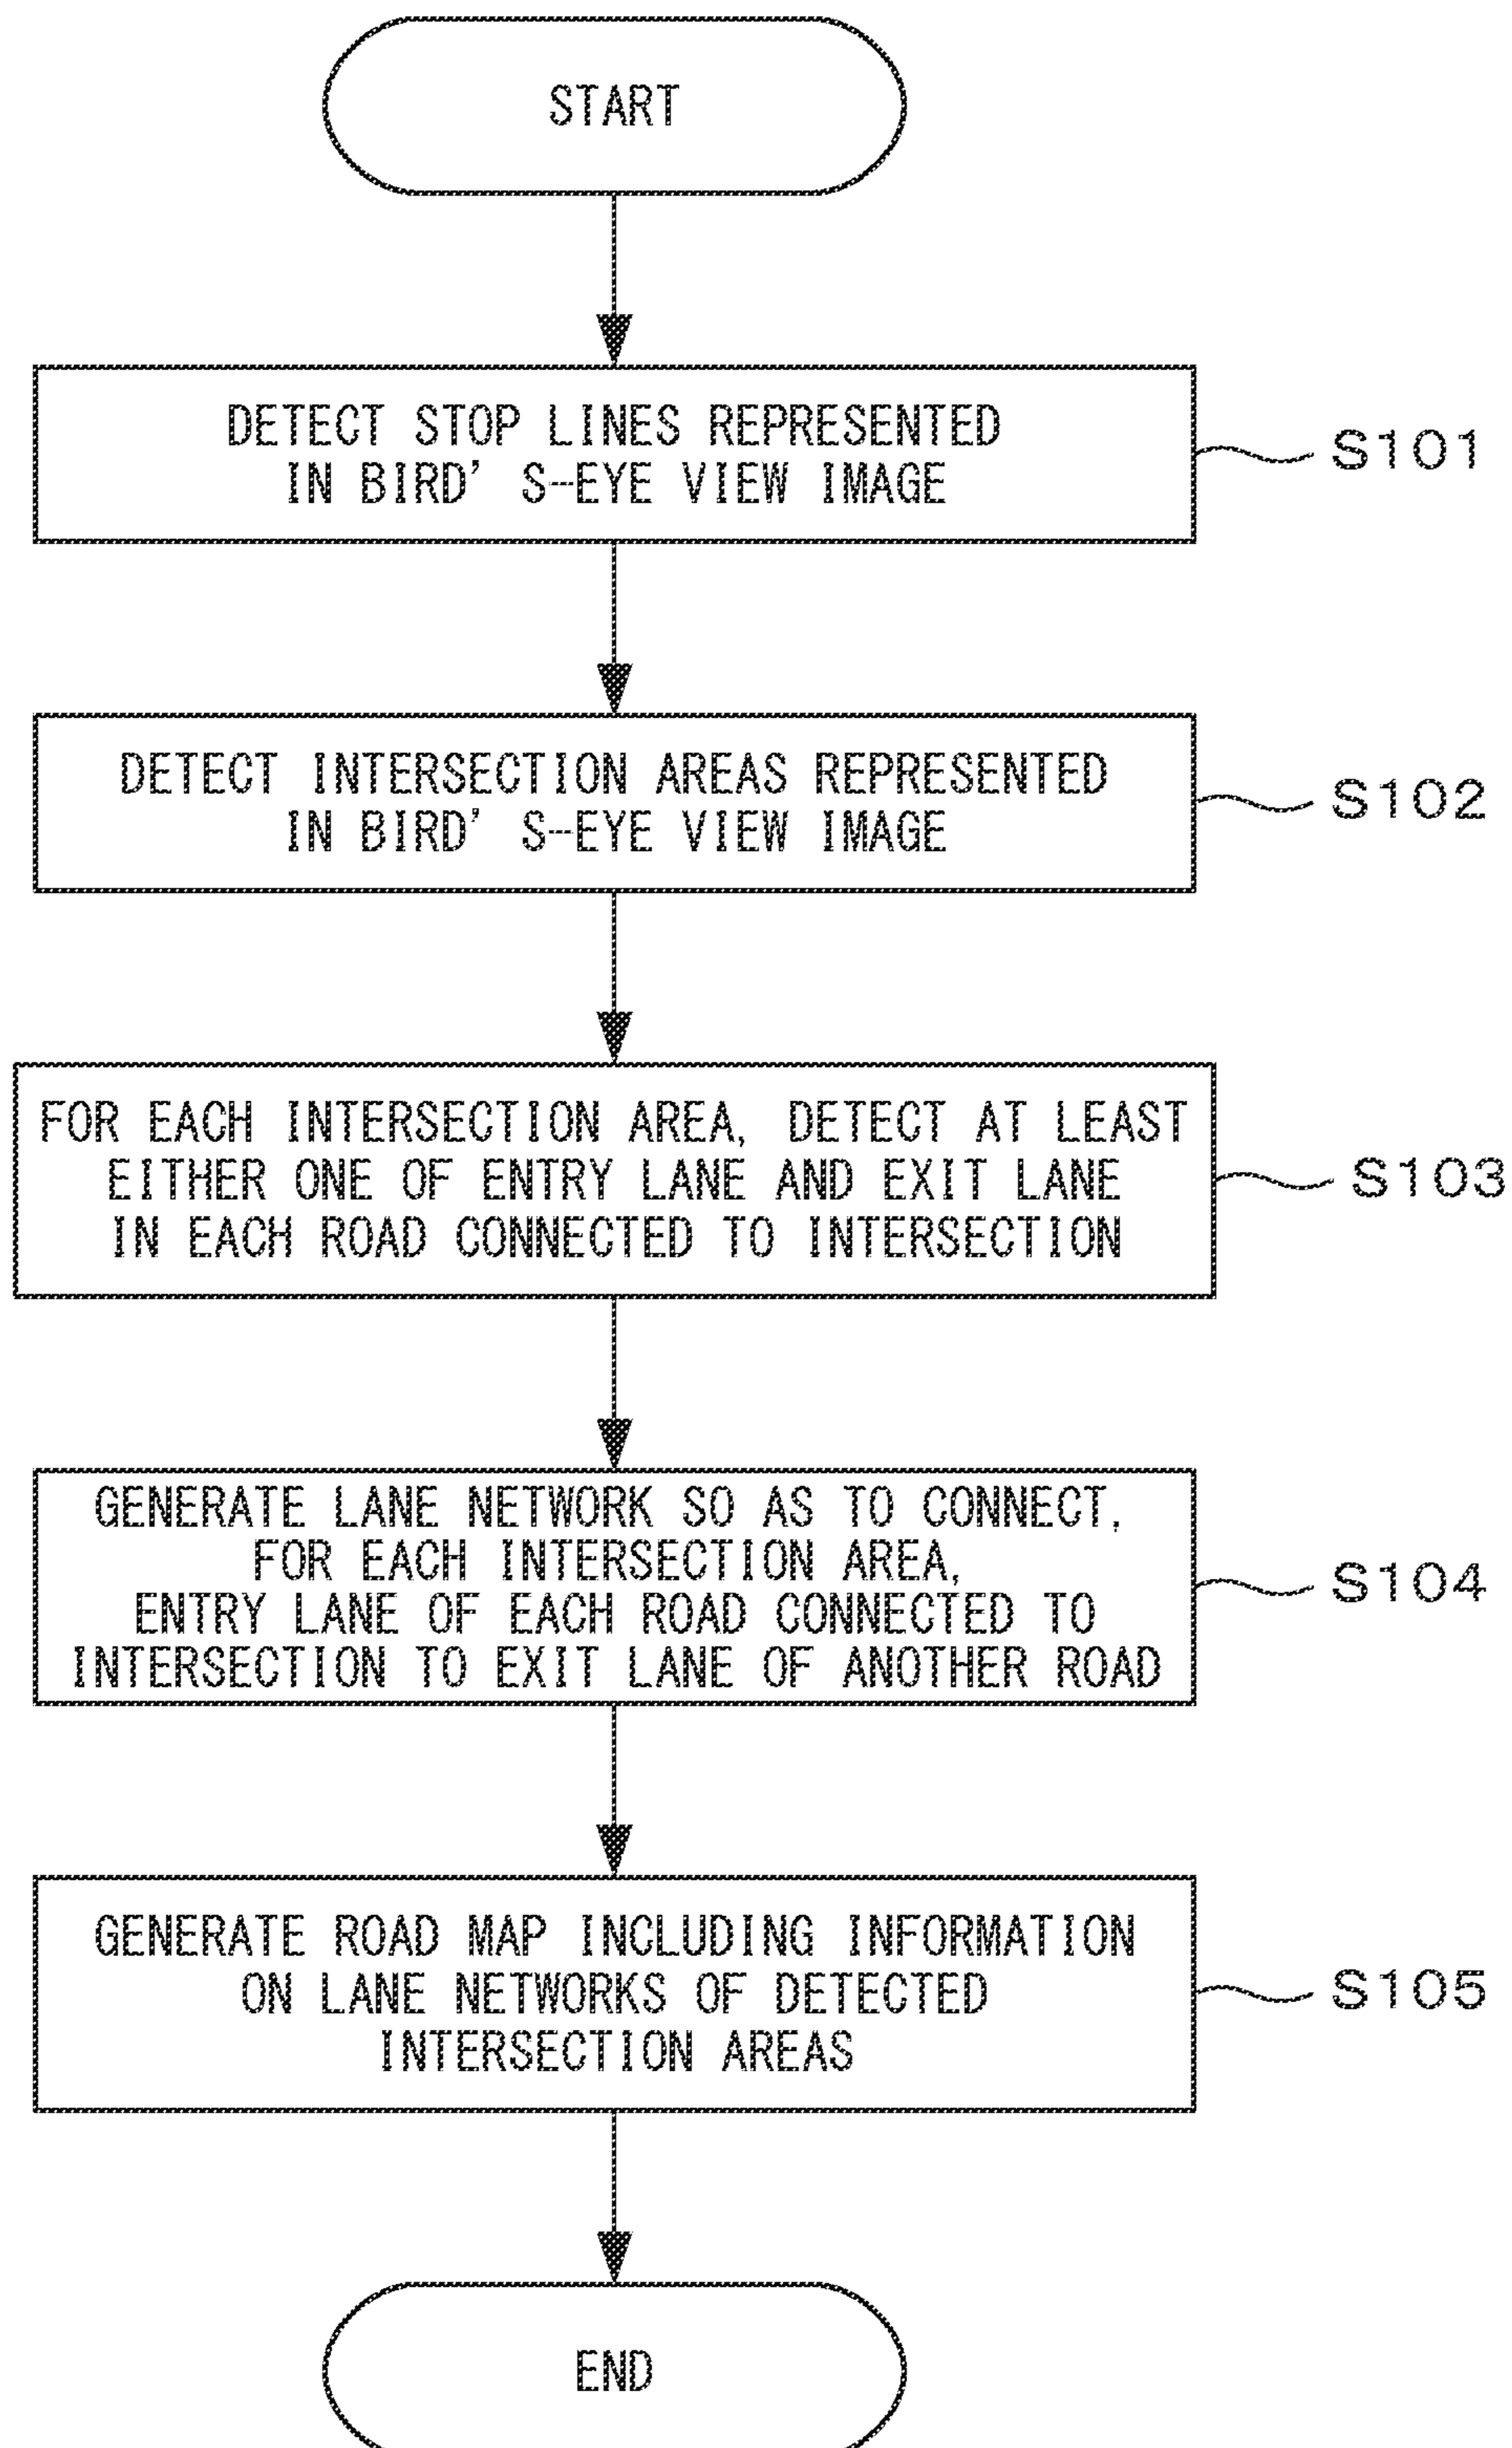 START
DETECT STOP LINES REPRESENTED
IN BIRD'S-EYE VIEW IMAGE
S101
DETECT INTERSECTION AREAS REPRESENTED
IN BIRD'S-EYE VIEW IMAGE
S102
FOR EACH INTERSECTION AREA, DETECT AT LEAST
EITHER ONE OF ENTRY LANE AND EXIT LANE
IN EACH ROAD CONNECTED TO INTERSECTION
S103
GENERATE LANE NETWORK SO AS TO CONNECT,
FOR EACH INTERSECTION AREA,
ENTRY LANE OF EACH ROAD CONNECTED TO
INTERSECTION TO EXIT LANE OF ANOTHER ROAD
S104
GENERATE ROAD MAP INCLUDING INFORMATION
ON LANE NETWORKS OF DETECTED
INTERSECTION AREAS
S105
END